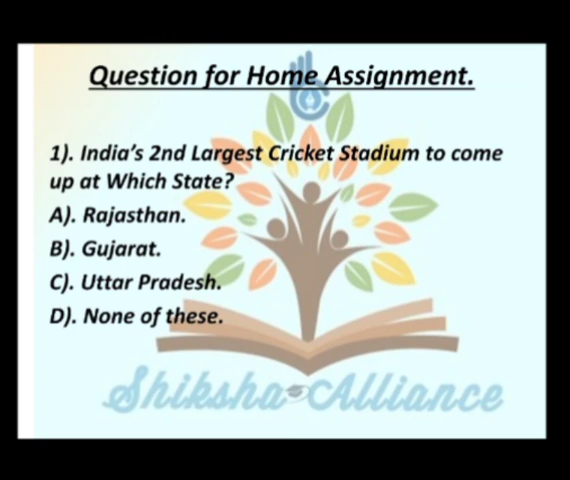 Question for Home Assignment.
1). India's 2nd Largest Cricket Stadium to come
up at Which State?
A). Rajasthan.
B). Gujarat.
C). Uttar Pradesh.
D). None of these.
Shiksha Alliance